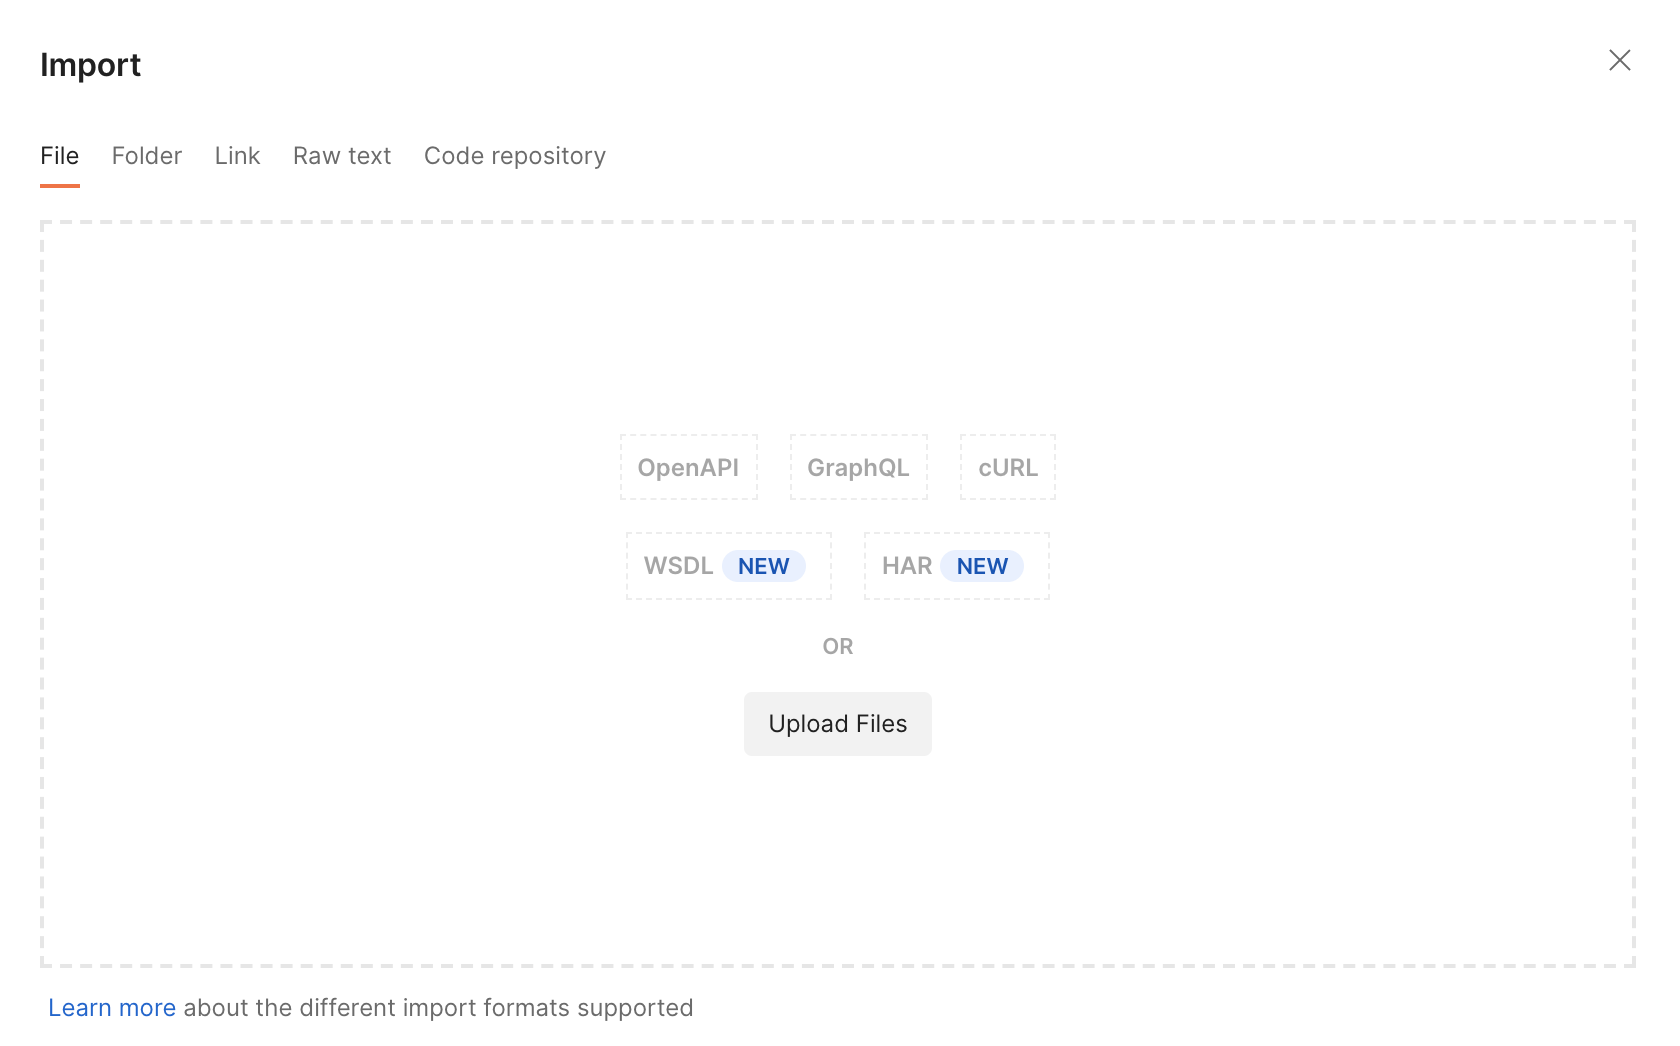 Import
File Folder Link Raw text Code repository
OpenAPI GraphQL cURL
WSDL NEW HAR NEW
OR
Upload Files
Learn more about the different import formats supported